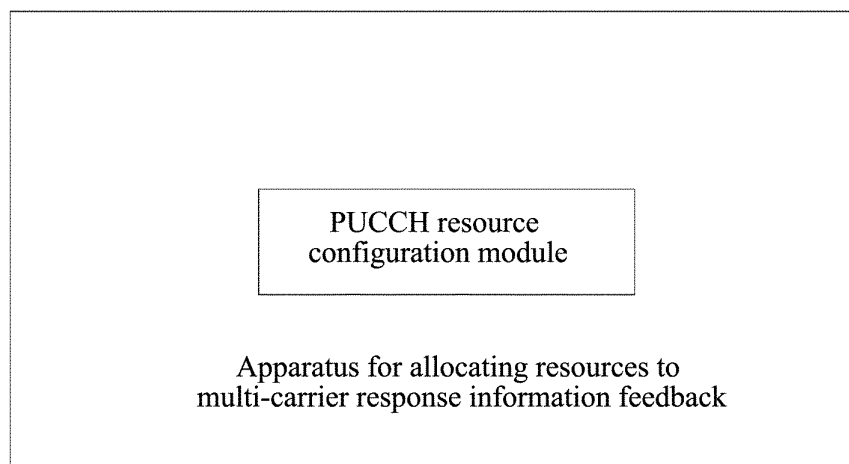 PUCCH resource
configuration module
Apparatus for allocating resources to
multi-carrier response information feedback